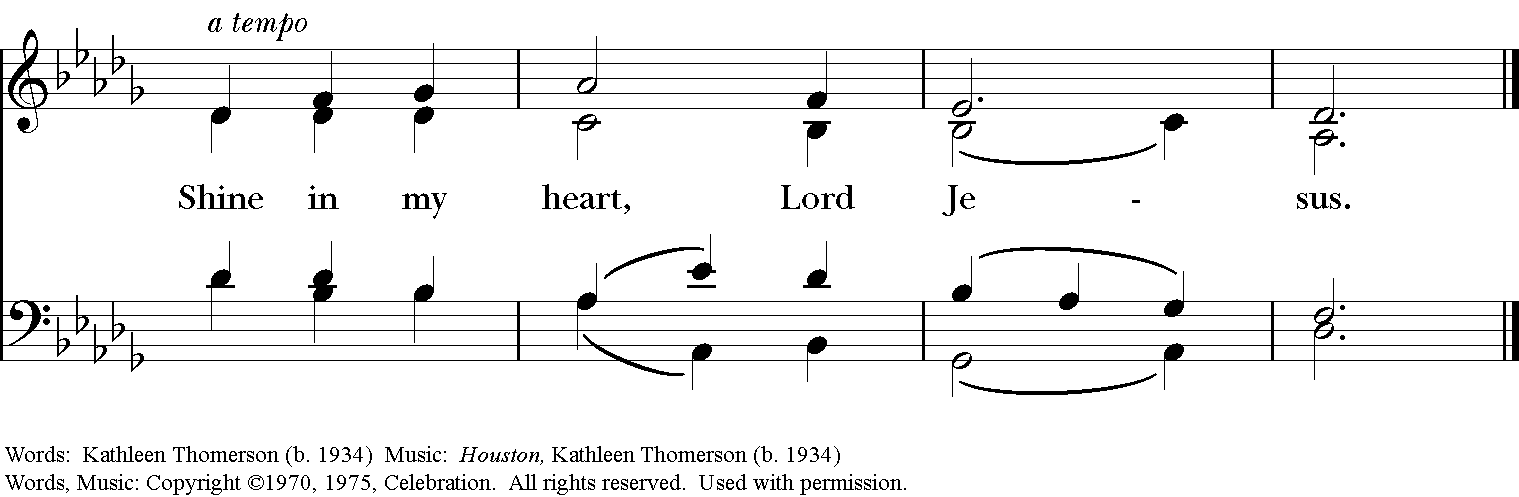 a tempo
Shine in my heart, Lord Je - sus.
Words: Kathleen Thomerson (b. 1934) Music: Houston, Kathleen Thomerson (b. 1934)
Words, Music: Copyright ©1970, 1975, Celebration. All rights reserved. Used with permission.